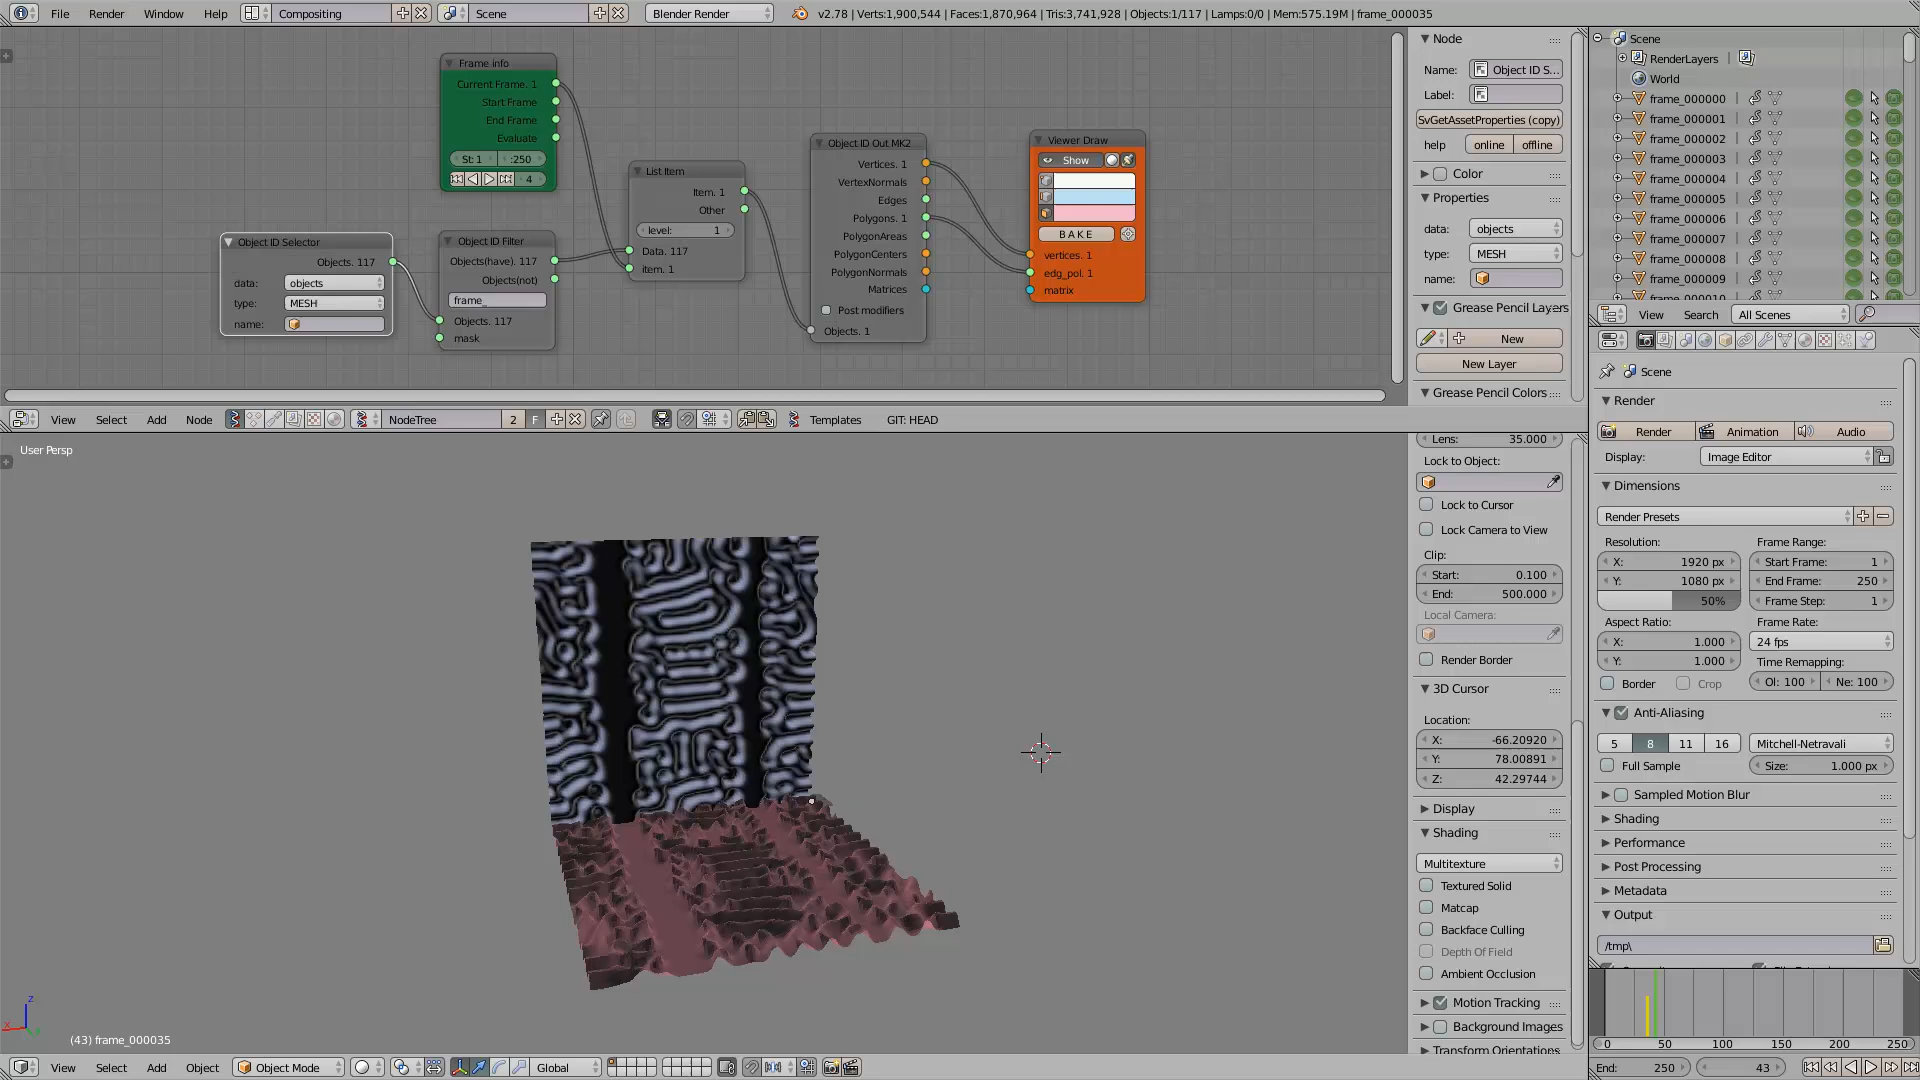 File Render Window Help Compositing Scene Blender Render v2.78 | Verts:1,900,544 | Faces:1,870,964 | Tris:3,741,928 | Objects:1/117 | Lamps:0/0 | Mem:575.19M | frame_000035
Frame info
Current Frame. 1
Start Frame
End Frame
Evaluate
St: 1 :250
4
Object ID Selector
Objects. 117
data: objects
type: MESH
name:
Object ID Filter
Objects(have). 117
Objects(not)
frame_
Objects. 117
mask
List Item
Item. 1
Other
level: 1
Data. 117
item. 1
Object ID Out MK2
Vertices. 1
VertexNormals
Edges
Polygons. 1
PolygonAreas
PolygonCenters
PolygonNormals
Matrices
Post modifiers
Objects. 1
Viewer Draw
Show
BAKE
vertices. 1
edg_pol. 1
matrix
Node
Name: Object ID S...
Label:
SvGetAssetProperties (copy)
help online offline
Color
Properties
data: objects
type: MESH
name:
Grease Pencil Layers
New
New Layer
Grease Pencil Colors
View Select Add Node NodeTree 2 F Templates GIT: HEAD
User Persp
(43) frame_000035
Lens: 35.000
Lock to Object:
Lock to Cursor
Lock Camera to View
Clip:
Start: 0.100
End: 500.000
Local Camera:
Render Border
3D Cursor
Location:
X: -66.20920
Y: 78.00891
Z: 42.29744
Display
Shading
Multitexture
Textured Solid
Matcap
Backface Culling
Depth Of Field
Ambient Occlusion
Motion Tracking
Background Images
Transform Orientations
View Select Add Object Object Mode Global
Scene
RenderLayers
World
frame_000000
frame_000001
frame_000002
frame_000003
frame_000004
frame_000005
frame_000006
frame_000007
frame_000008
frame_000009
frame_000010
View Search All Scenes
Scene
Render
Render Animation Audio
Display: Image Editor
Dimensions
Render Presets
Resolution: Frame Range:
X: 1920 px Start Frame: 1
Y: 1080 px End Frame: 250
50% Frame Step: 1
Aspect Ratio: Frame Rate:
X: 1.000 24 fps
Y: 1.000 Time Remapping:
Border Crop Ol: 100 Ne: 100
Anti-Aliasing
5 8 11 16 Mitchell-Netravali
Full Sample Size: 1.000 px
Sampled Motion Blur
Shading
Performance
Post Processing
Metadata
Output
/tmp\
0 50 100 150 200 250
End: 250 43